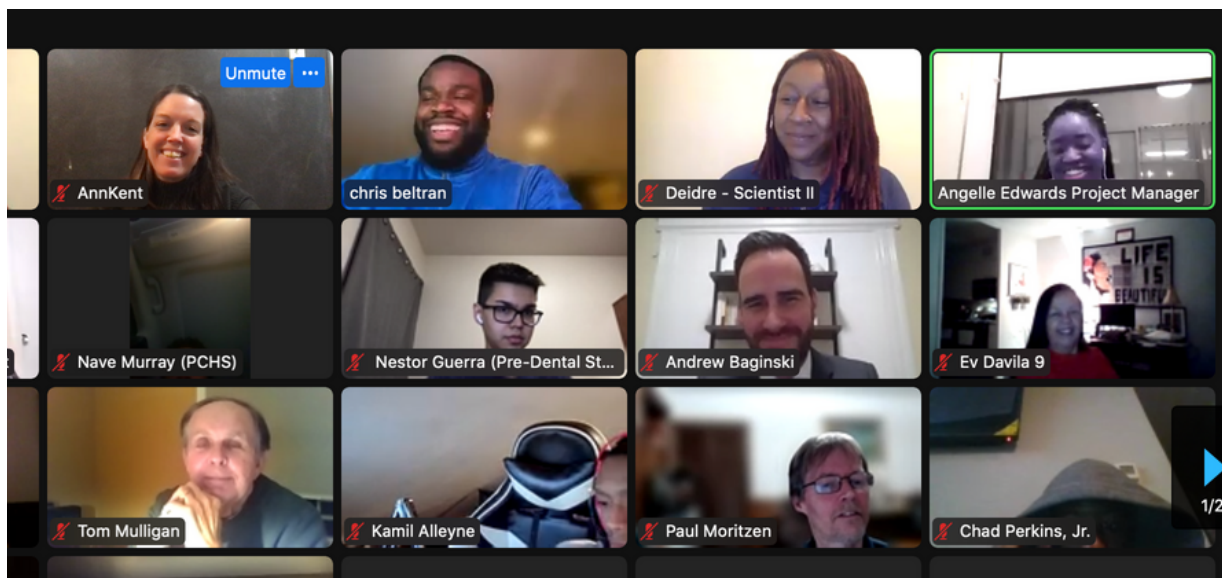 Unmute ...
AnnKent
chris beltran
Deidre - Scientist II
Angelle Edwards Project Manager
Nave Murray (PCHS)
Nestor Guerra (Pre-Dental St...
Andrew Baginski
LIFE
IS
BEAUTIFUL
Ev Davila 9
Tom Mulligan
Kamil Alleyne
Paul Moritzen
Chad Perkins, Jr.
1/2